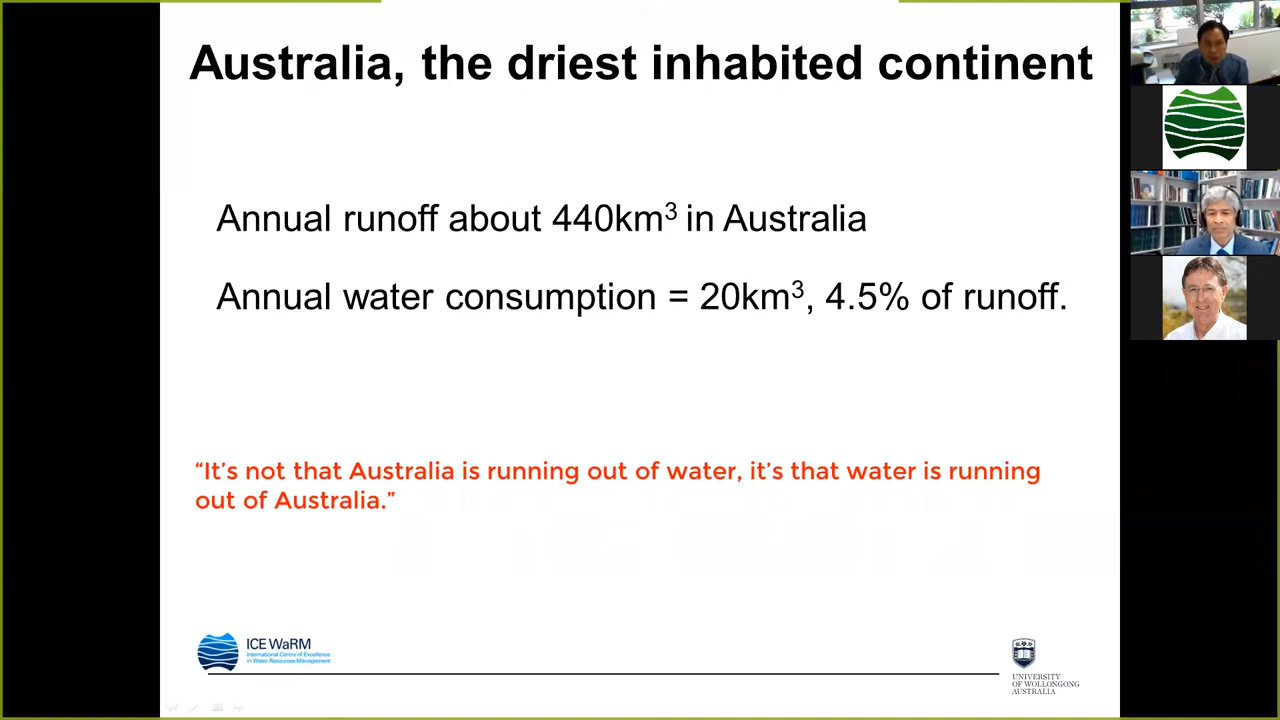 Australia, the driest inhabited continent
Annual runoff about 440km³ in Australia
Annual water consumption = 20km³, 4.5% of runoff.
“It’s not that Australia is running out of water, it’s that water is running
out of Australia.”
ICE WaRM
International Centre of Excellence
in Water Resources Management
UNIVERSITY
OF WOLLONGONG
AUSTRALIA